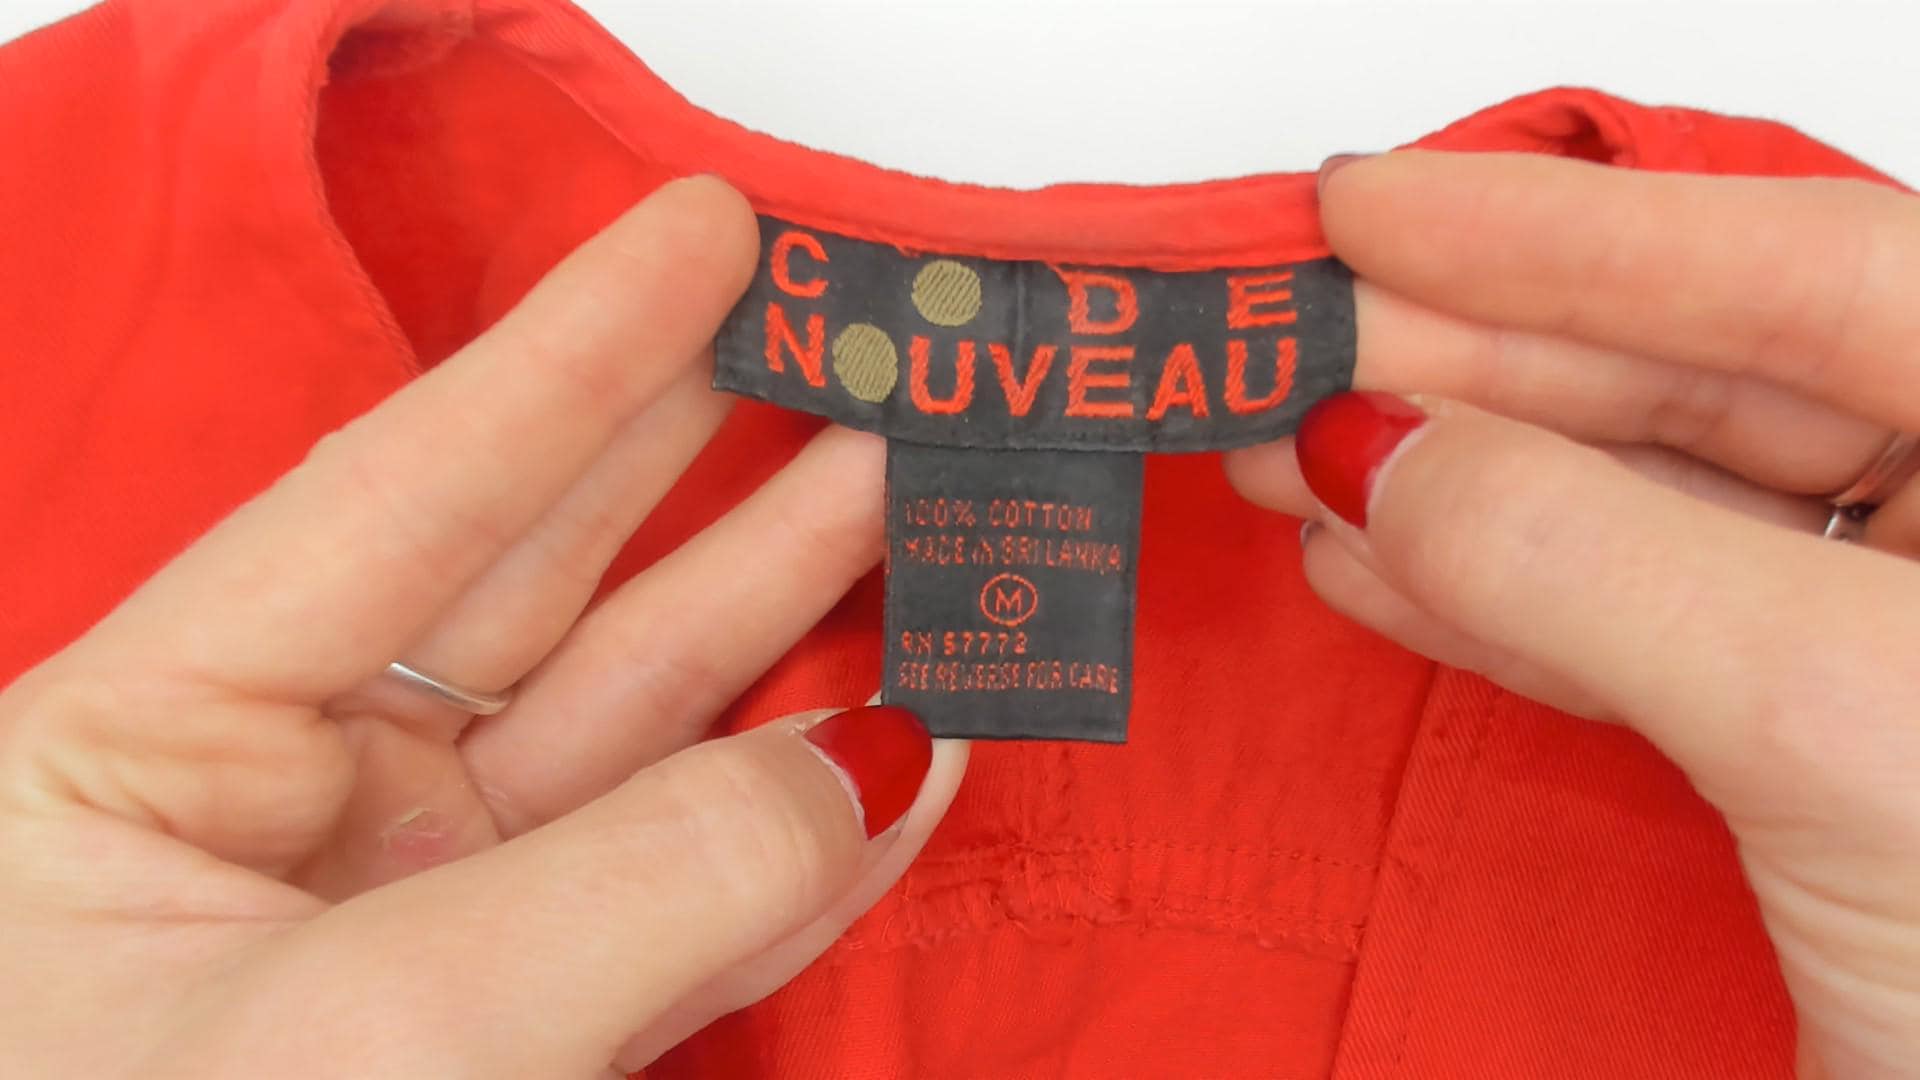 CODE
NOUVEAU
100% COTTON
MADE IN SRI LANKA
M
RN 57772
SEE REVERSE FOR CARE